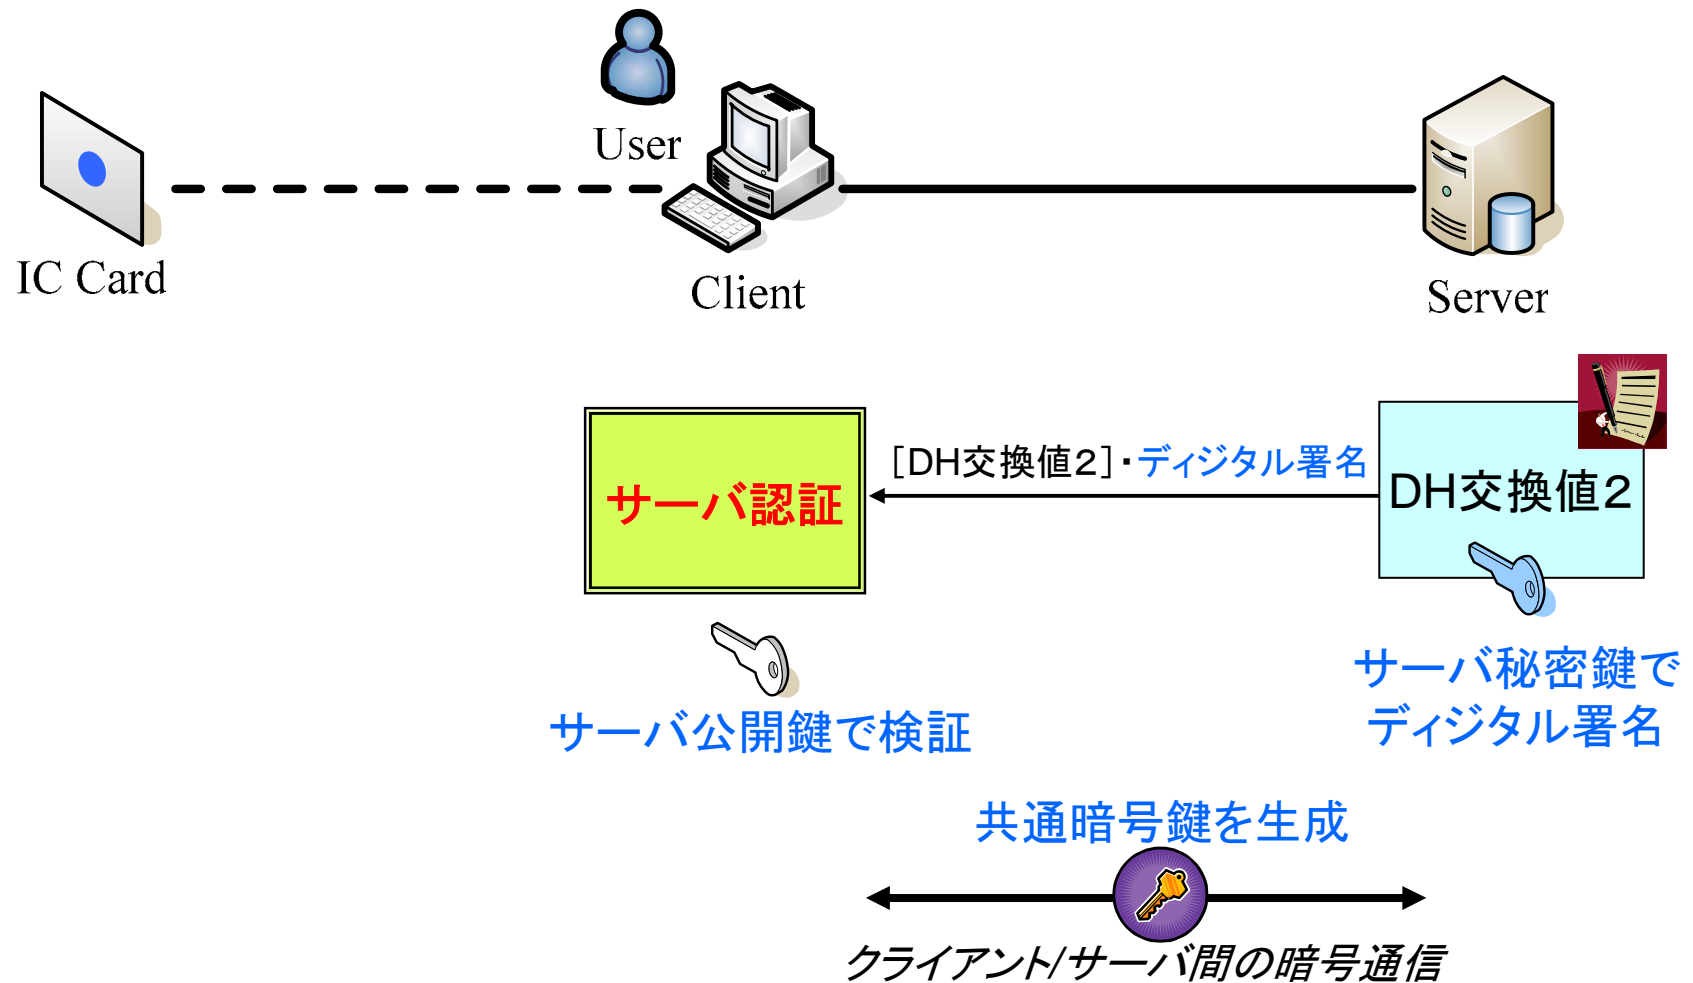 User
IC Card
Client
Server
[DH交換値2]・ディジタル署名
サーバ認証
DH交換値2
サーバ秘密鍵で
ディジタル署名
サーバ公開鍵で検証
共通暗号鍵を生成
クライアント/サーバ間の暗号通信